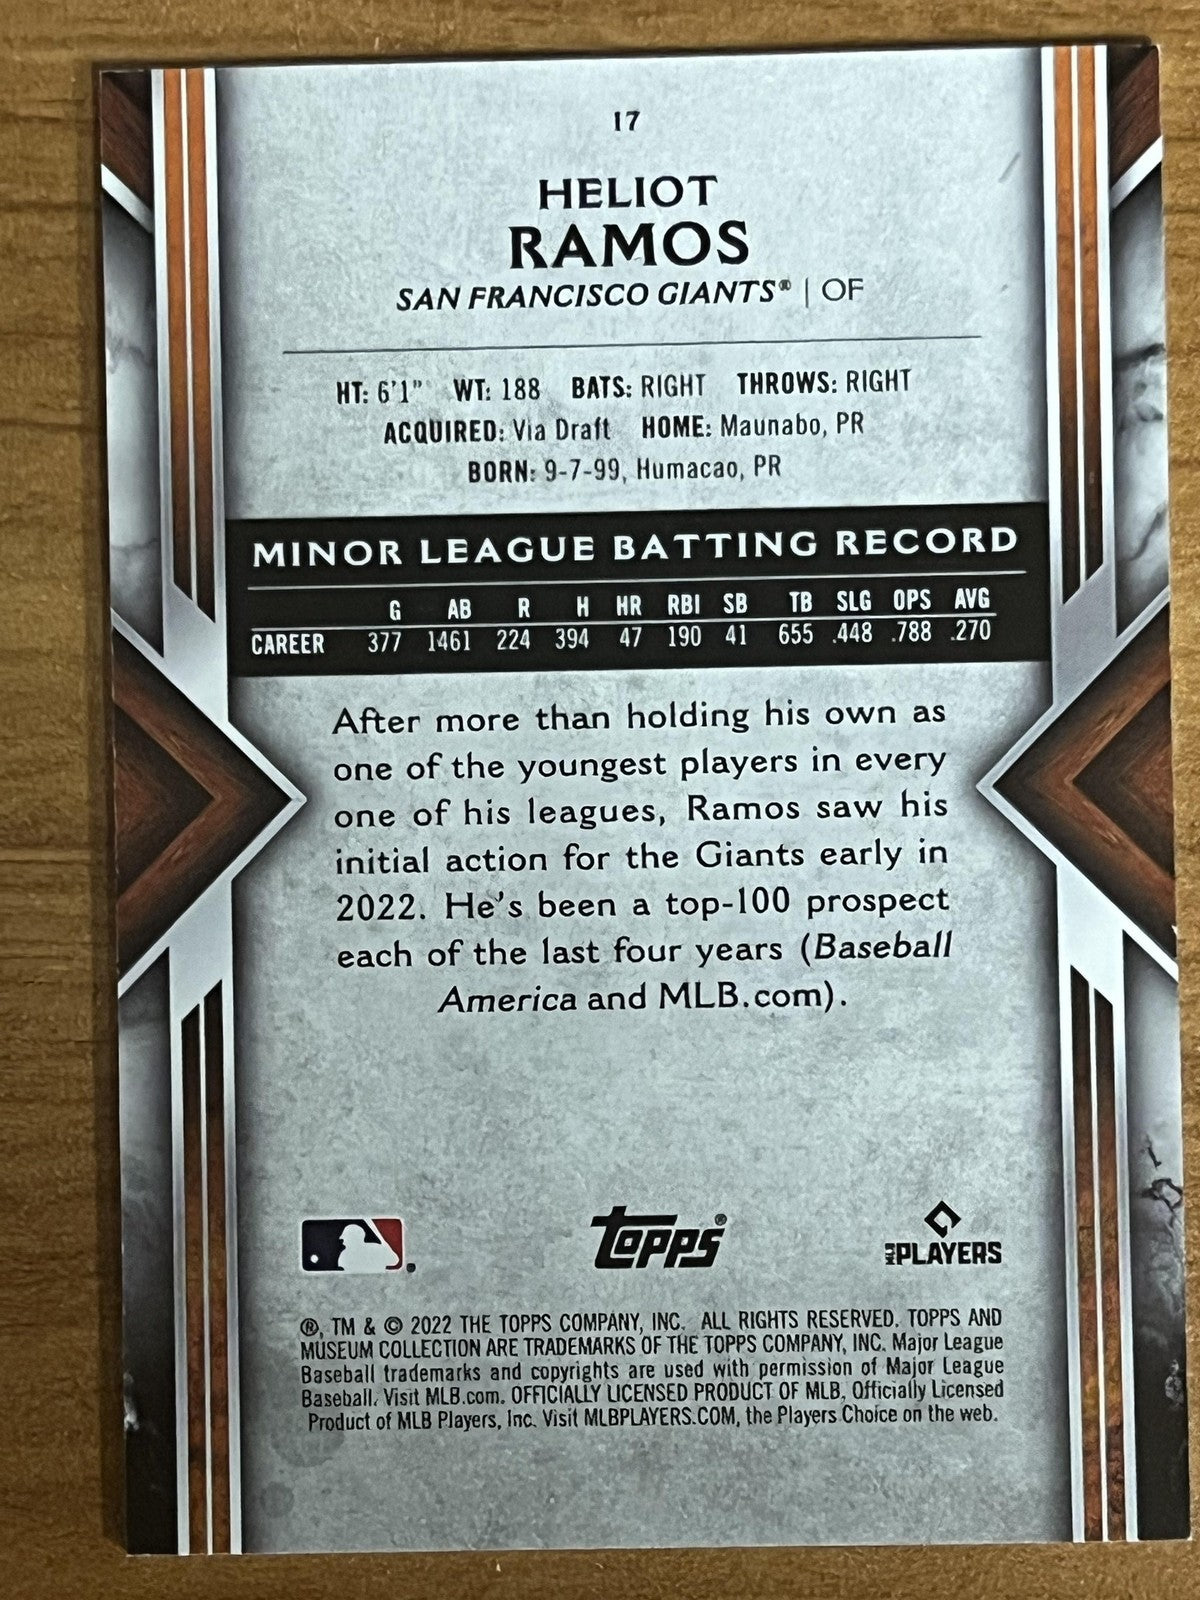 17
HELIOT
RAMOS
SAN FRANCISCO GIANTS® | OF
HT: 6'1" WT: 188 BATS: RIGHT THROWS: RIGHT
ACQUIRED: Via Draft HOME: Maunabo, PR
BORN: 9-7-99, Humacao, PR
MINOR LEAGUE BATTING RECORD
G AB R H HR RBI SB TB SLG OPS AVG
CAREER 377 1461 224 394 47 190 41 655 .448 .788 .270
After more than holding his own as
one of the youngest players in every
one of his leagues, Ramos saw his
initial action for the Giants early in
2022. He's been a top-100 prospect
each of the last four years (Baseball
America and MLB.com).
Topps® MLB PLAYERS
®, TM & © 2022 THE TOPPS COMPANY, INC. ALL RIGHTS RESERVED. TOPPS AND
MUSEUM COLLECTION ARE TRADEMARKS OF THE TOPPS COMPANY, INC. Major League
Baseball trademarks and copyrights are used with permission of Major League
Baseball. Visit MLB.com. OFFICIALLY LICENSED PRODUCT OF MLB, Officially Licensed
Product of MLB Players, Inc. Visit MLBPLAYERS.COM, the Players Choice on the web.